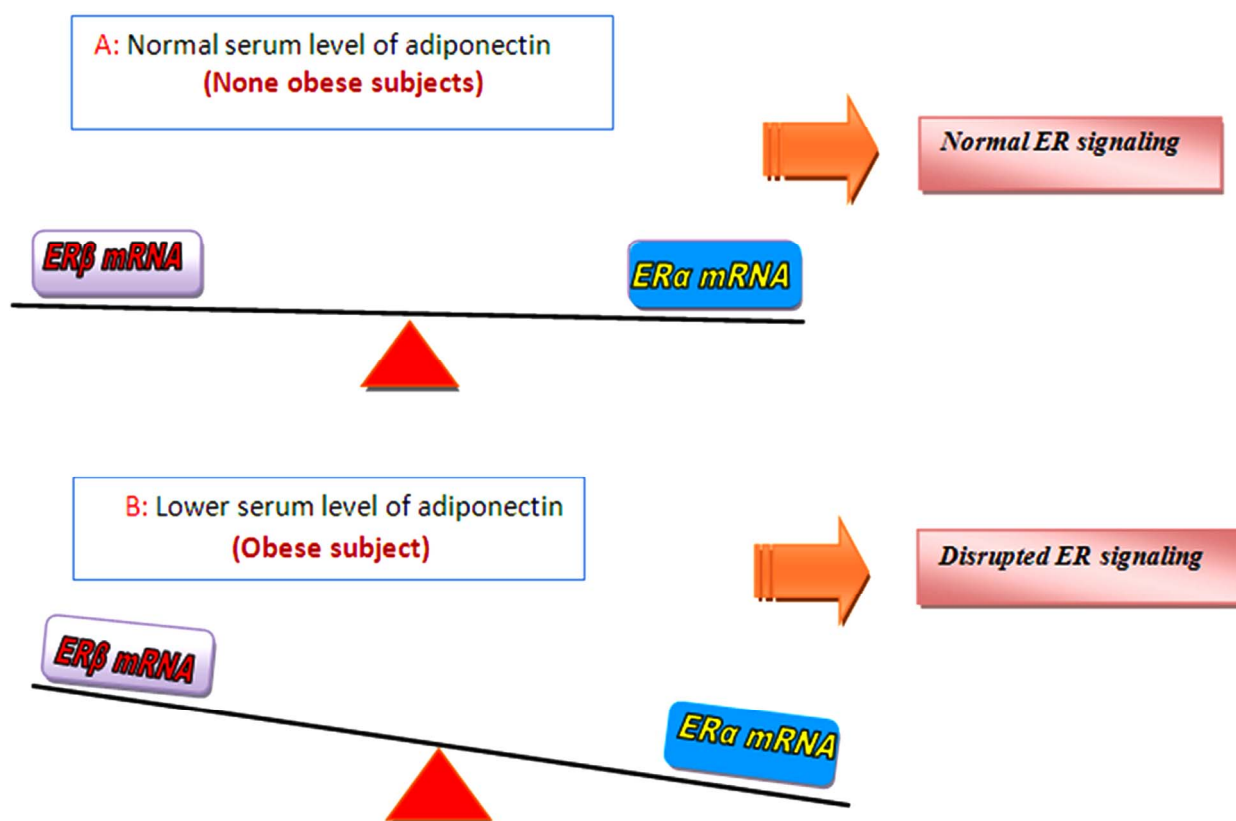 A: Normal serum level of adiponectin
(None obese subjects)
Normal ER signaling
ERβ mRNA
ERα mRNA
B: Lower serum level of adiponectin
(Obese subject)
Disrupted ER signaling
ERβ mRNA
ERα mRNA